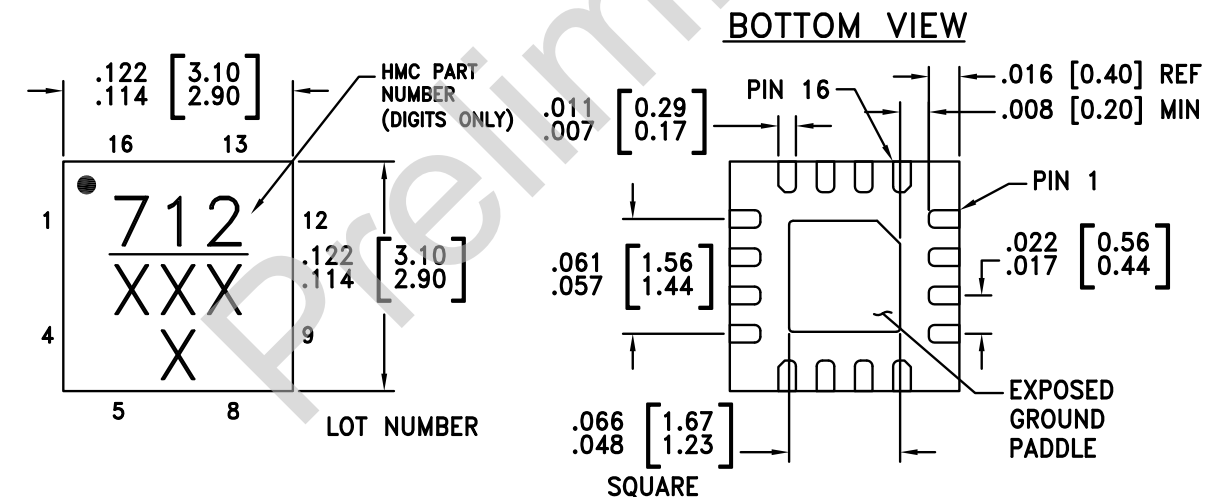 BOTTOM VIEW
.122 [3.10]
.114 [2.90]
HMC PART
NUMBER
(DIGITS ONLY)
16 13
712
XXX
X
1
4
12
9
5 8
.122 [3.10]
.114 [2.90]
LOT NUMBER
.011 [0.29]
.007 [0.17]
PIN 16
.016 [0.40] REF
.008 [0.20] MIN
PIN 1
.061 [1.56]
.057 [1.44]
.022 [0.56]
.017 [0.44]
.066 [1.67]
.048 [1.23]
SQUARE
EXPOSED
GROUND
PADDLE
Prelim